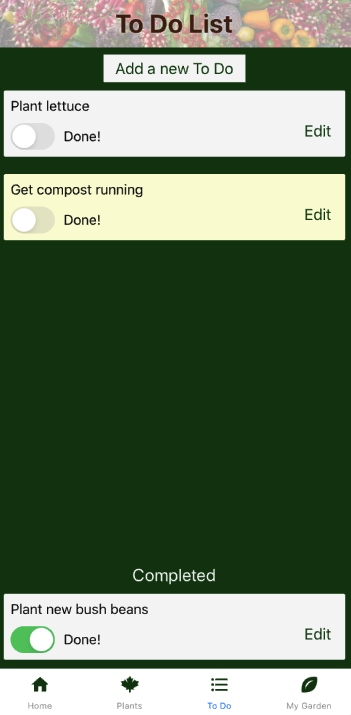 To Do List
Add a new To Do
Plant lettuce
Done!
Edit
Get compost running
Done!
Edit
Completed
Plant new bush beans
Done!
Edit
Home
Plants
To Do
My Garden